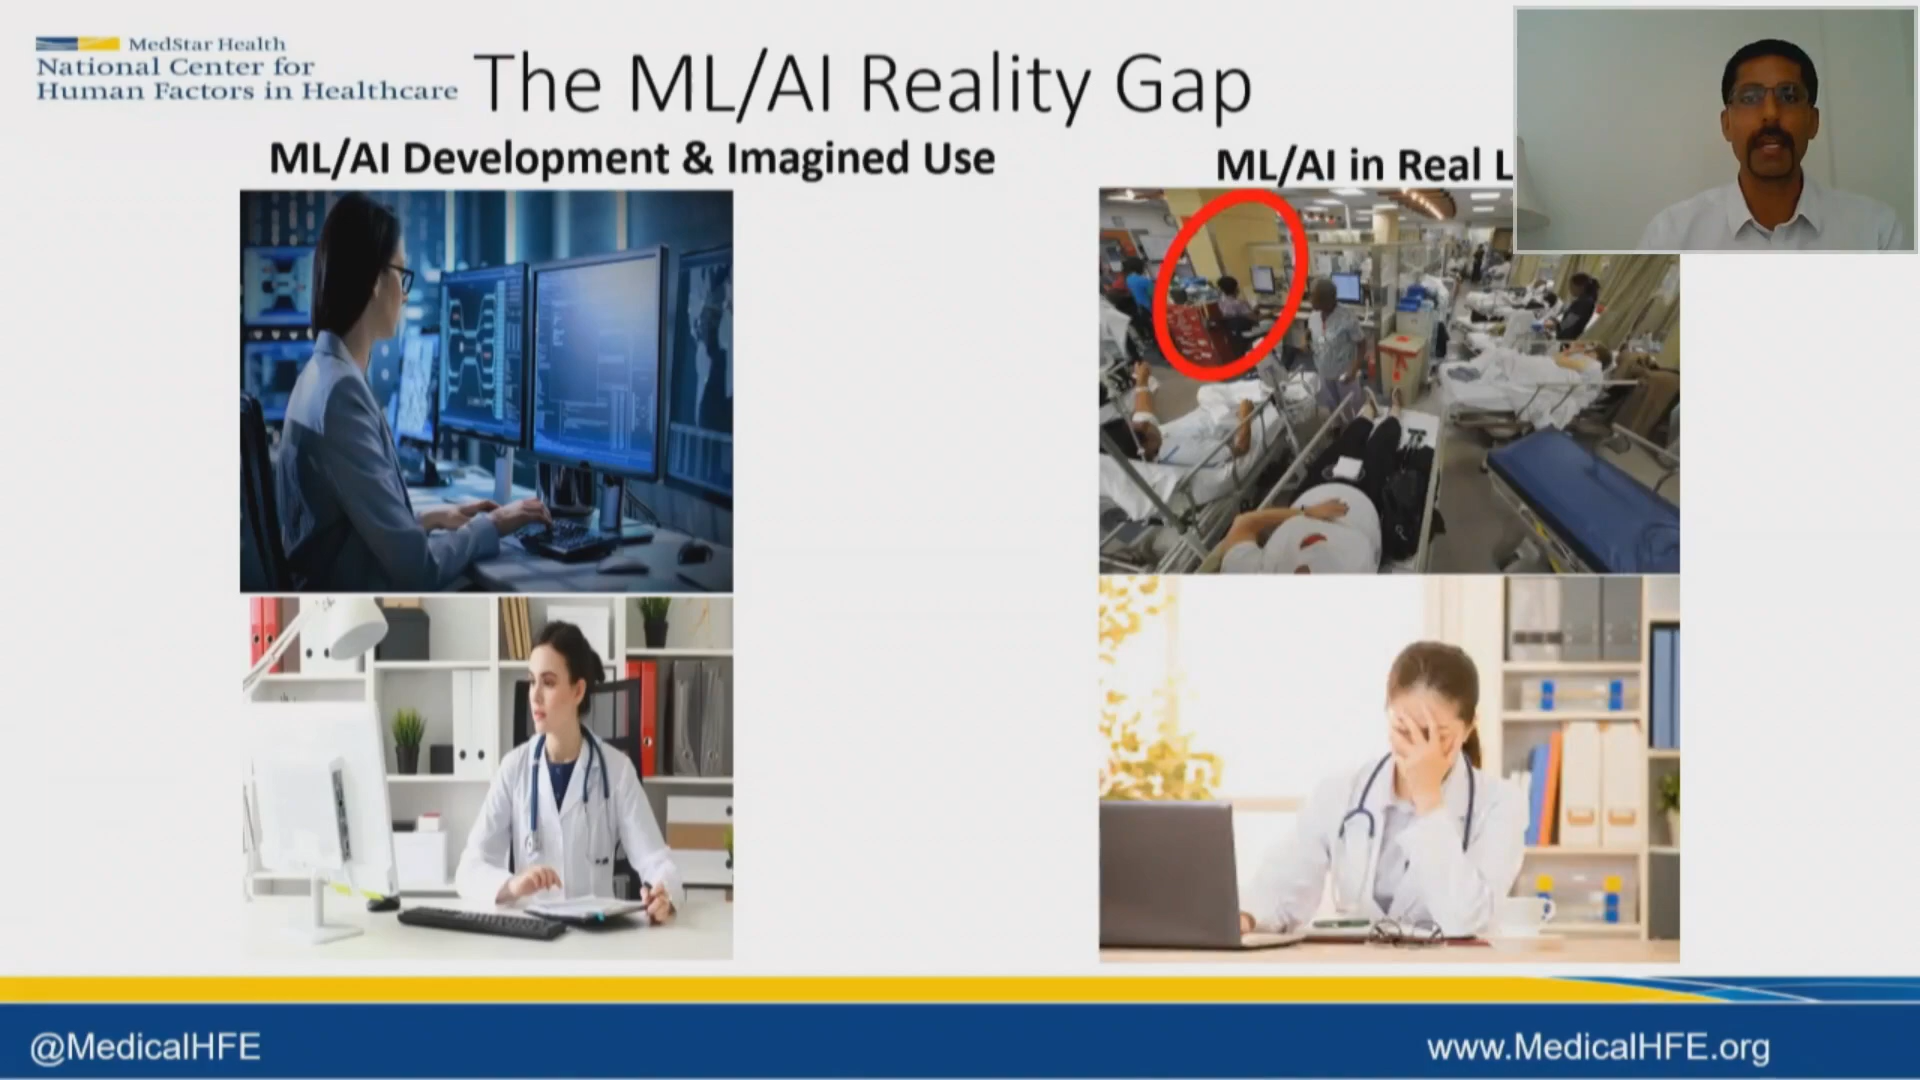 MedStar Health
National Center for
Human Factors in Healthcare
The ML/AI Reality Gap
ML/AI Development & Imagined Use
ML/AI in Real L
@MedicalHFE
www.MedicalHFE.org